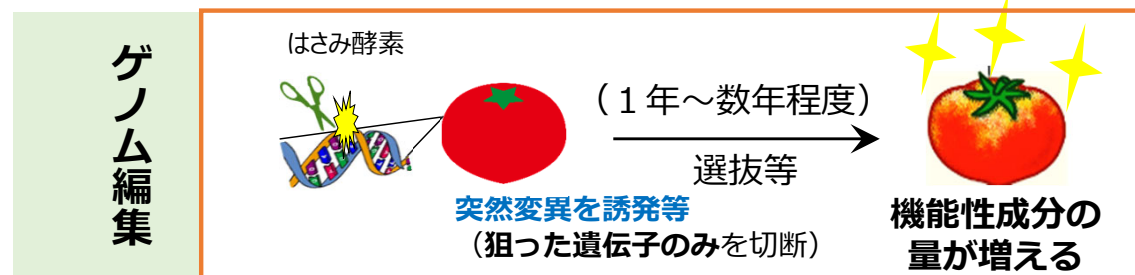 ゲノム編集
はさみ酵素
（１年～数年程度）
選抜等
突然変異を誘発等
（狙った遺伝子のみを切断）
機能性成分の
量が増える